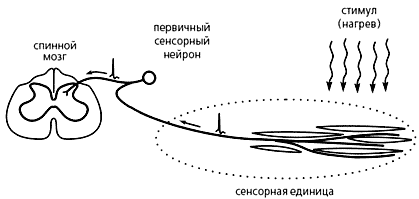 спинной
мозг
первичный
сенсорный
нейрон
стимул
(нагрев)
сенсорная единица